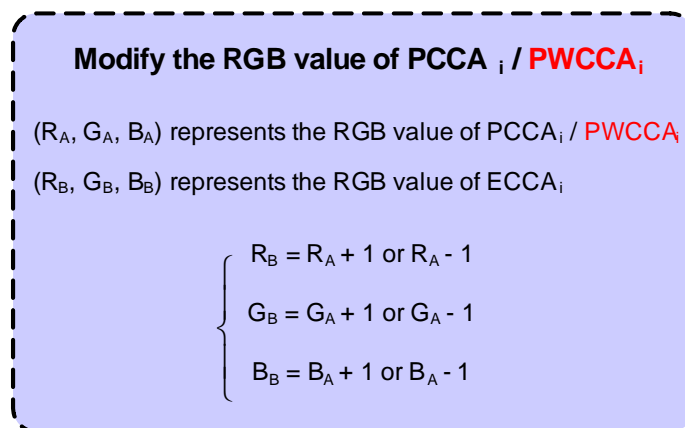 Modify the RGB value of PCCA i / PWCCAi
(RA, GA, BA) represents the RGB value of PCCAi / PWCCAi
(RB, GB, BB) represents the RGB value of ECCAi
RB = RA + 1 or RA - 1
GB = GA + 1 or GA - 1
BB = BA + 1 or BA - 1